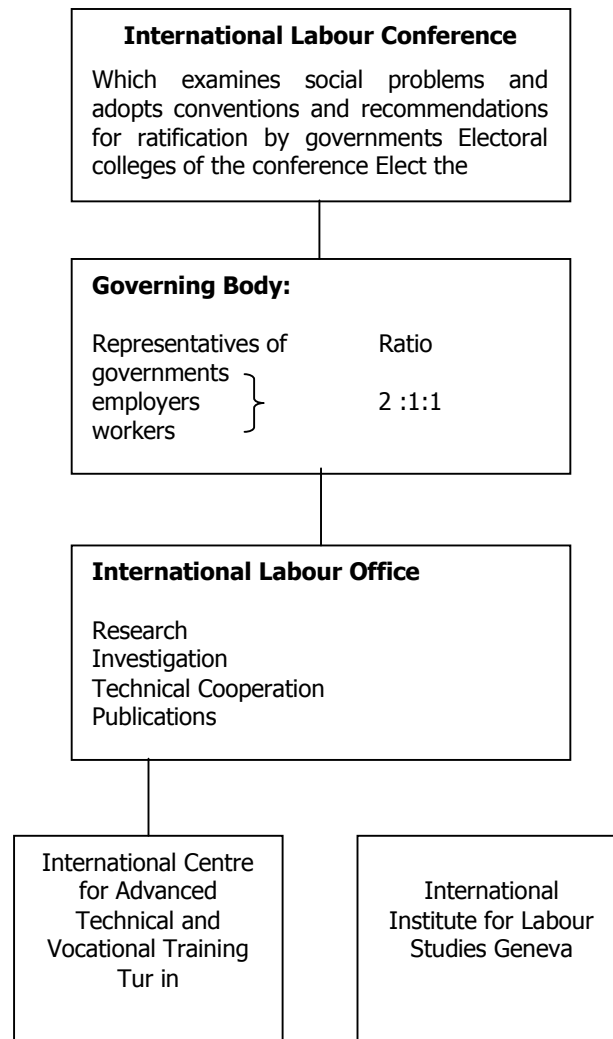 International Labour Conference
Which examines social problems and
adopts conventions and recommendations
for ratification by governments Electoral
colleges of the conference Elect the
Governing Body:
Representatives of Ratio
governments
employers 2 :1:1
workers
International Labour Office
Research
Investigation
Technical Cooperation
Publications
International Centre
for Advanced
Technical and
Vocational Training
Tur in
International
Institute for Labour
Studies Geneva